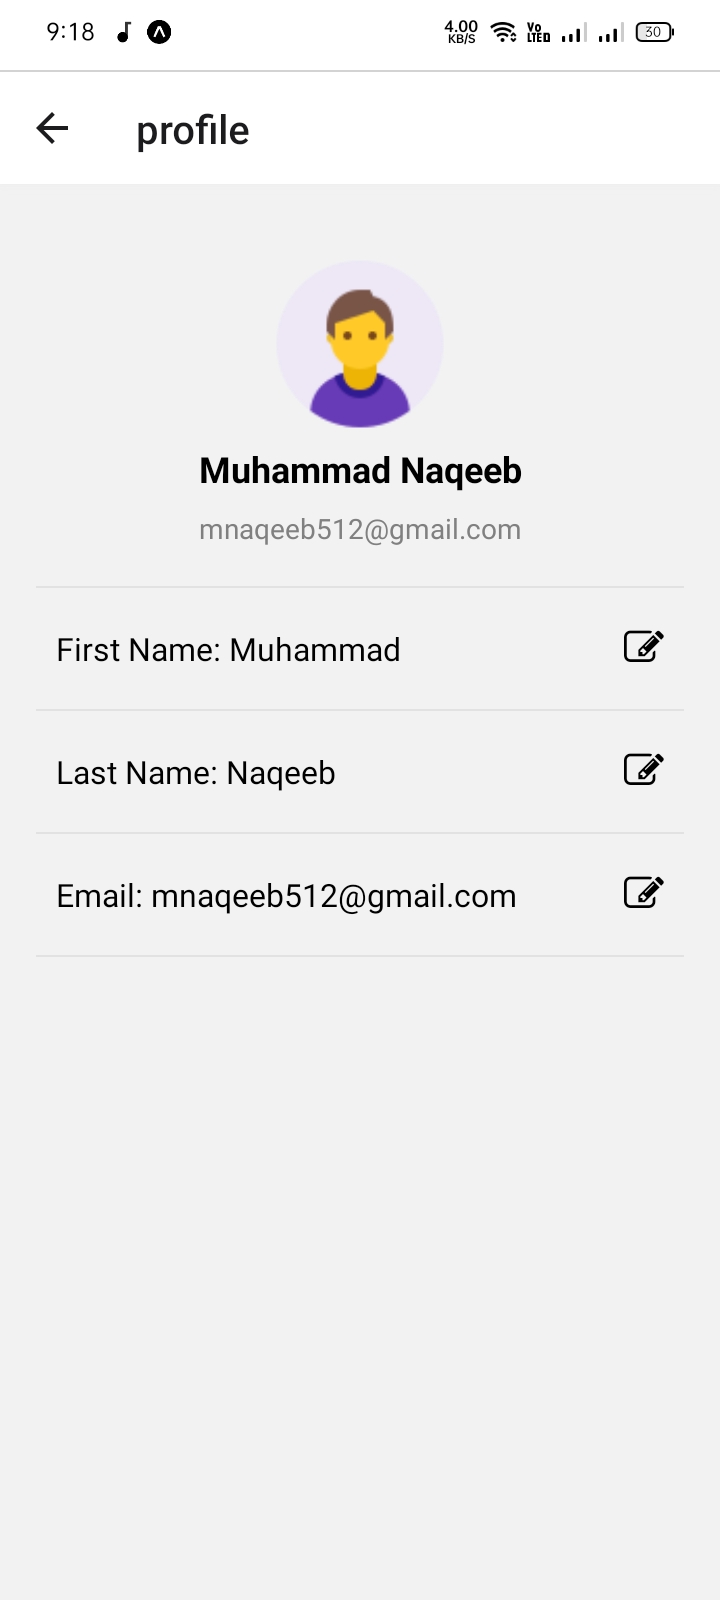 9:18
4.00
KB/S
Vo
LTED
30
profile
Muhammad Naqeeb
mnaqeeb512@gmail.com
First Name: Muhammad
Last Name: Naqeeb
Email: mnaqeeb512@gmail.com